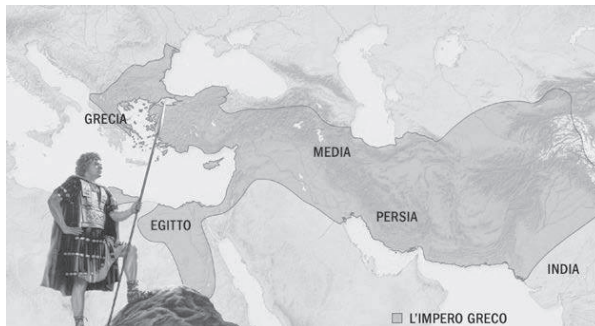 GRECIA
MEDIA
EGITTO
PERSIA
INDIA
L'IMPERO GRECO